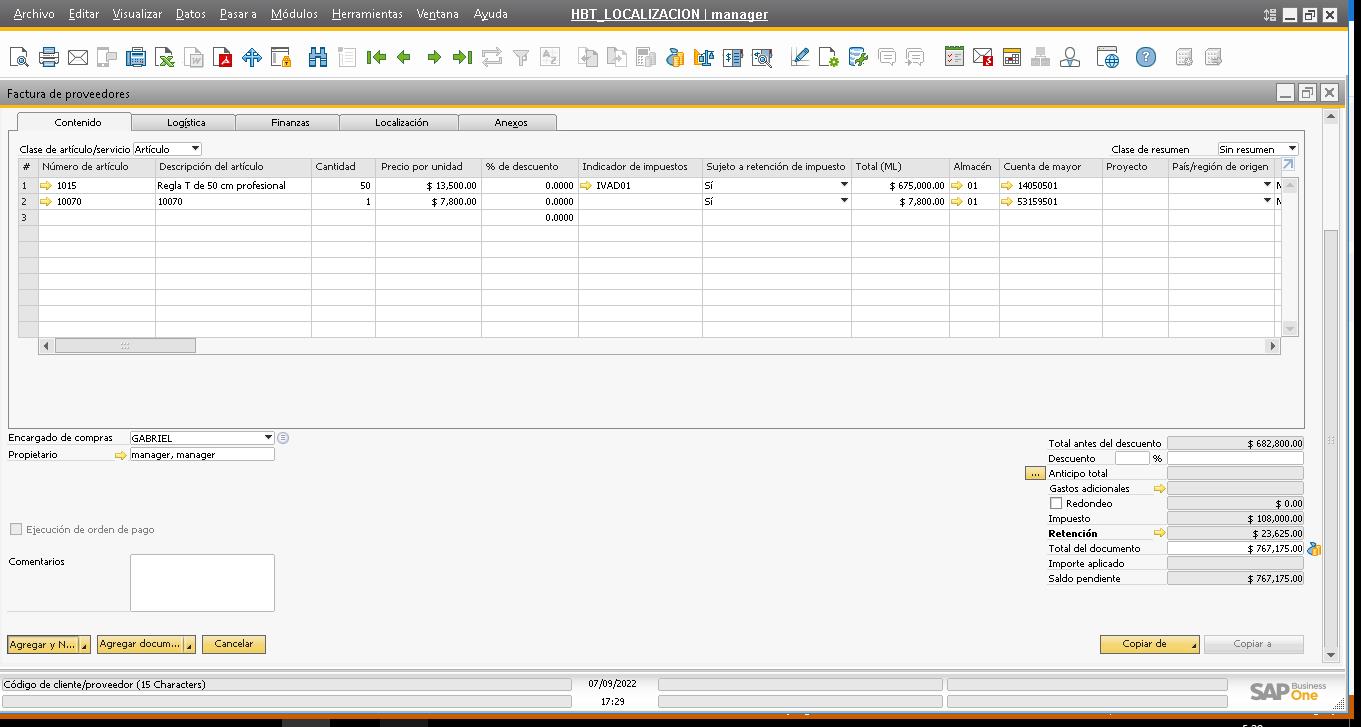 Archivo Editar Visualizar Datos Pasar a Módulos Herramientas Ventana Ayuda HBT_LOCALIZACION | manager
Factura de proveedores
Contenido Logística Finanzas Localización Anexos
Clase de artículo/servicio Artículo Clase de resumen Sin resumen
# Número de artículo Descripción del artículo Cantidad Precio por unidad % de descuento Indicador de impuestos Sujeto a retención de impuesto Total (ML) Almacén Cuenta de mayor Proyecto País/región de origen
1 1015 Regla T de 50 cm profesional 50 $ 13,500.00 0.0000 IVAD01 Sí $ 675,000.00 01 14050501
2 10070 10070 1 $ 7,800.00 0.0000 Sí $ 7,800.00 01 53159501
3 0.0000
Encargado de compras GABRIEL
Propietario manager, manager
Total antes del descuento $ 682,800.00
Descuento %
... Anticipo total
Gastos adicionales
Redondeo $ 0.00
Impuesto $ 108,000.00
Retención $ 23,625.00
Total del documento $ 767,175.00
Importe aplicado
Saldo pendiente $ 767,175.00
Ejecución de orden de pago
Comentarios
Agregar y N... Agregar docum... Cancelar Copiar de Copiar a
Código de cliente/proveedor (15 Characters) 07/09/2022
17:29
SAP Business One